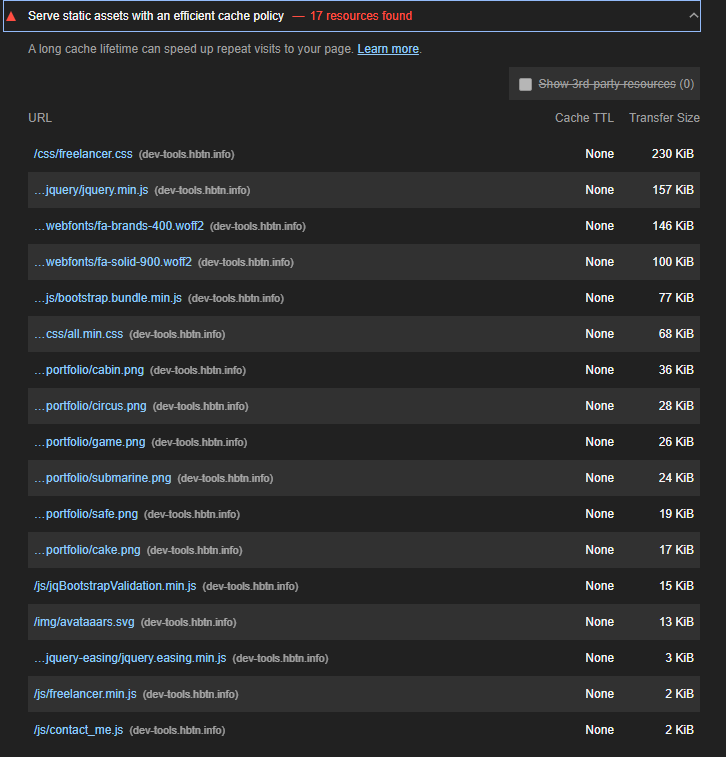 Serve static assets with an efficient cache policy — 17 resources found
A long cache lifetime can speed up repeat visits to your page. Learn more.
Show 3rd-party resources (0)
URL Cache TTL Transfer Size
/css/freelancer.css (dev-tools.hbtn.info) None 230 KiB
…jquery/jquery.min.js (dev-tools.hbtn.info) None 157 KiB
…webfonts/fa-brands-400.woff2 (dev-tools.hbtn.info) None 146 KiB
…webfonts/fa-solid-900.woff2 (dev-tools.hbtn.info) None 100 KiB
…js/bootstrap.bundle.min.js (dev-tools.hbtn.info) None 77 KiB
…css/all.min.css (dev-tools.hbtn.info) None 68 KiB
…portfolio/cabin.png (dev-tools.hbtn.info) None 36 KiB
…portfolio/circus.png (dev-tools.hbtn.info) None 28 KiB
…portfolio/game.png (dev-tools.hbtn.info) None 26 KiB
…portfolio/submarine.png (dev-tools.hbtn.info) None 24 KiB
…portfolio/safe.png (dev-tools.hbtn.info) None 19 KiB
…portfolio/cake.png (dev-tools.hbtn.info) None 17 KiB
/js/jqBootstrapValidation.min.js (dev-tools.hbtn.info) None 15 KiB
/img/avataaars.svg (dev-tools.hbtn.info) None 13 KiB
…jquery-easing/jquery.easing.min.js (dev-tools.hbtn.info) None 3 KiB
/js/freelancer.min.js (dev-tools.hbtn.info) None 2 KiB
/js/contact_me.js (dev-tools.hbtn.info) None 2 KiB